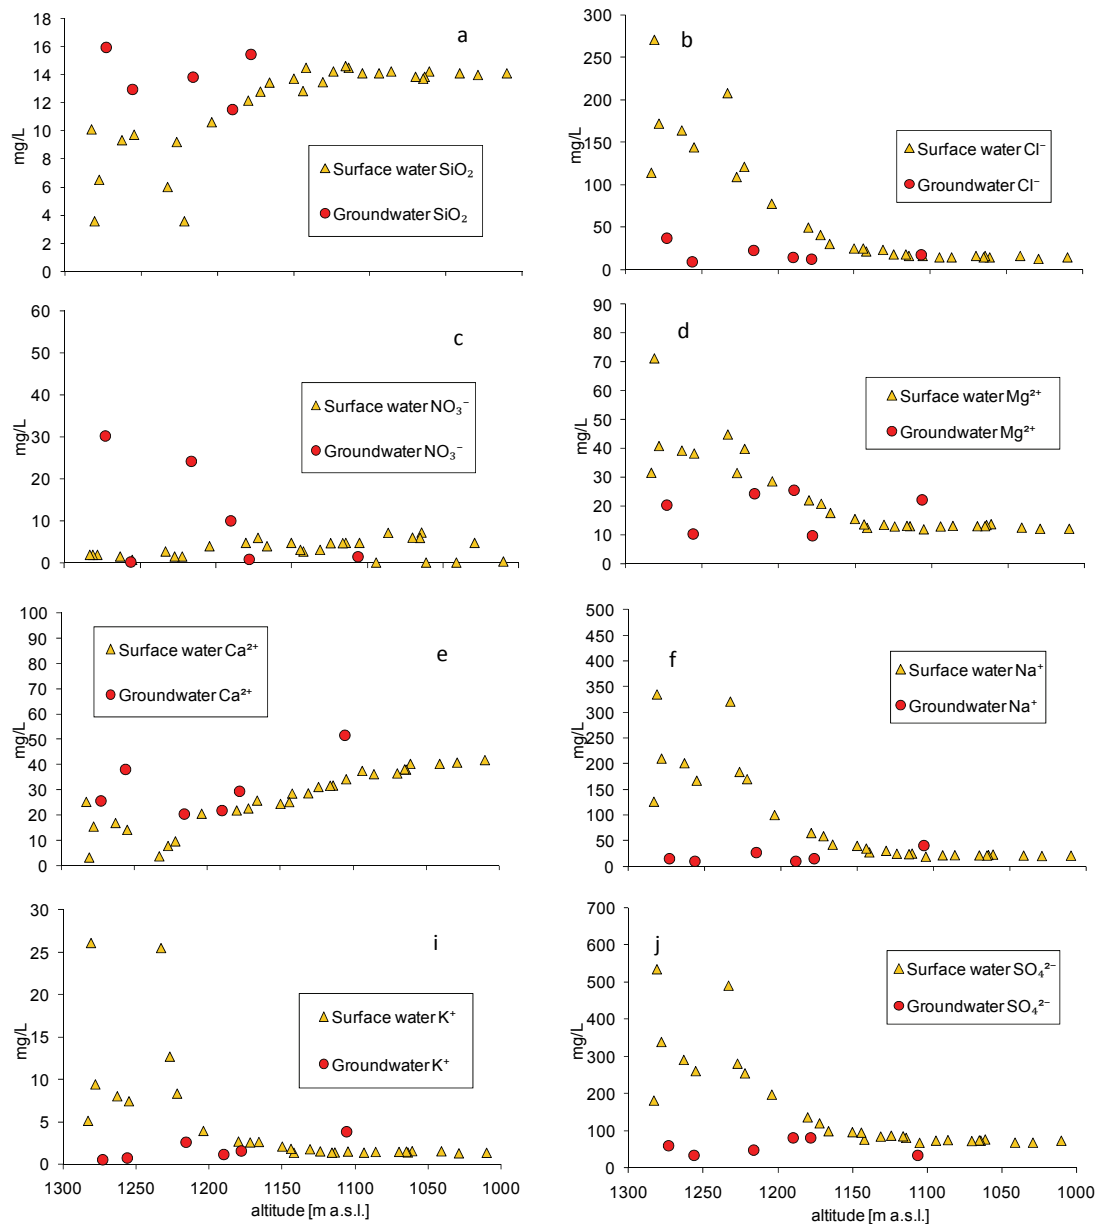 a
18
16
14
12
10
8
6
4
2
0
mg/L
Surface water SiO₂
Groundwater SiO₂
b
300
250
200
150
100
50
0
mg/L
Surface water Cl⁻
Groundwater Cl⁻
c
60
50
40
30
20
10
0
mg/L
Surface water NO₃⁻
Groundwater NO₃⁻
d
90
80
70
60
50
40
30
20
10
0
mg/L
Surface water Mg²⁺
Groundwater Mg²⁺
e
100
90
80
70
60
50
40
30
20
10
0
mg/L
Surface water Ca²⁺
Groundwater Ca²⁺
f
500
450
400
350
300
250
200
150
100
50
0
mg/L
Surface water Na⁺
Groundwater Na⁺
i
30
25
20
15
10
5
0
mg/L
Surface water K⁺
Groundwater K⁺
1300 1250 1200 1150 1100 1050 1000
altitude [m a.s.l.]
j
700
600
500
400
300
200
100
0
mg/L
Surface water SO₄²⁻
Groundwater SO₄²⁻
1300 1250 1200 1150 1100 1050 1000
altitude [m a.s.l.]